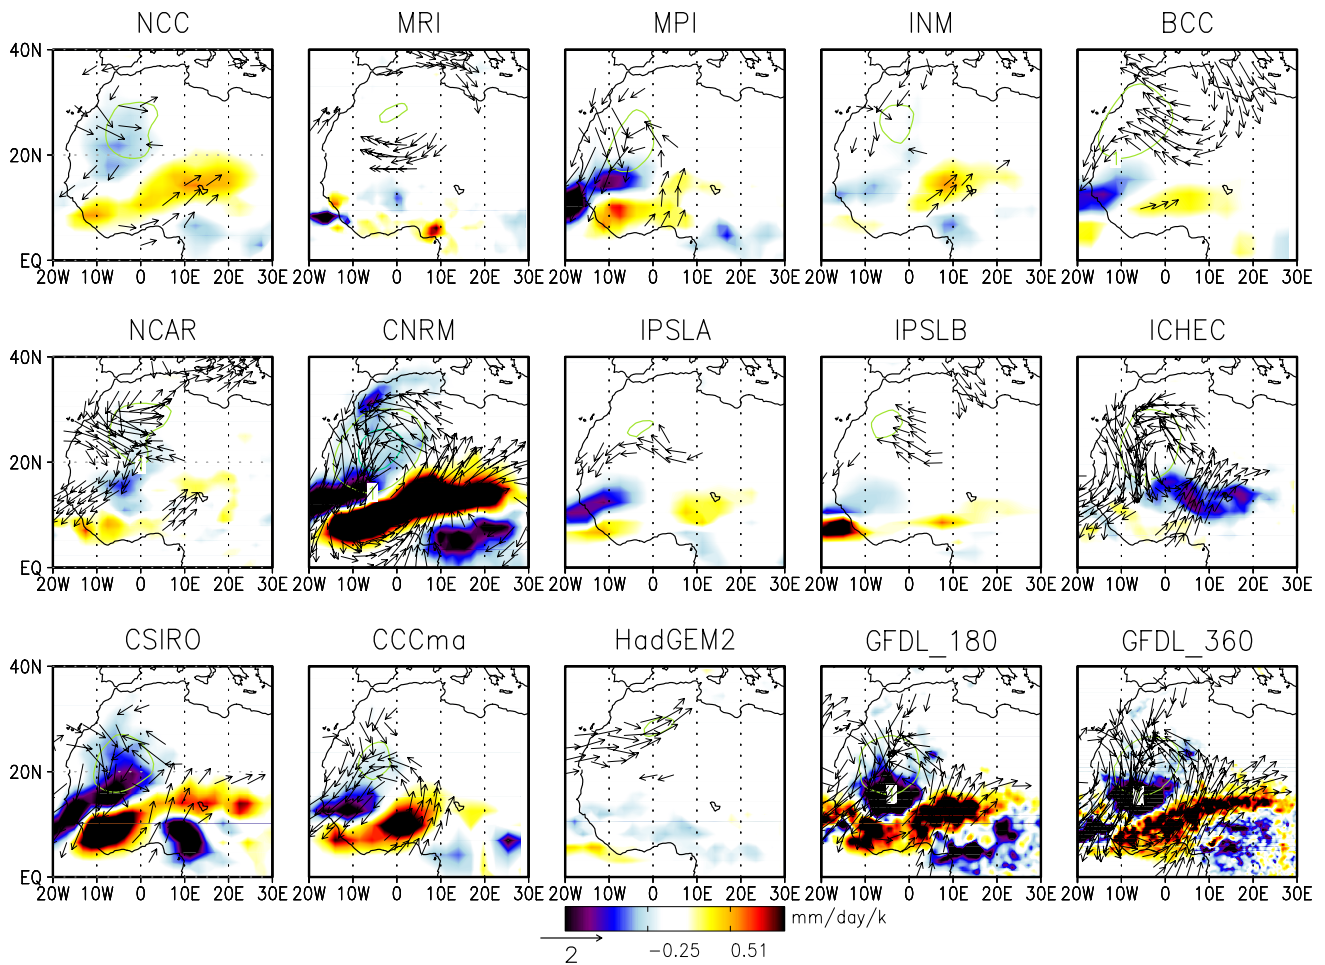 NCC MRI MPI INM BCC
40N
20N
EQ
20W 10W 0 10E 20E 30E 20W 10W 0 10E 20E 30E 20W 10W 0 10E 20E 30E 20W 10W 0 10E 20E 30E 20W 10W 0 10E 20E 30E
NCAR CNRM IPSLA IPSLB ICHEC
40N
20N
EQ
20W 10W 0 10E 20E 30E 20W 10W 0 10E 20E 30E 20W 10W 0 10E 20E 30E 20W 10W 0 10E 20E 30E 20W 10W 0 10E 20E 30E
CSIRO CCCma HadGEM2 GFDL_180 GFDL_360
40N
20N
EQ
20W 10W 0 10E 20E 30E 20W 10W 0 10E 20E 30E 20W 10W 0 10E 20E 30E 20W 10W 0 10E 20E 30E 20W 10W 0 10E 20E 30E
mm/day/k
2 -0.25 0.51